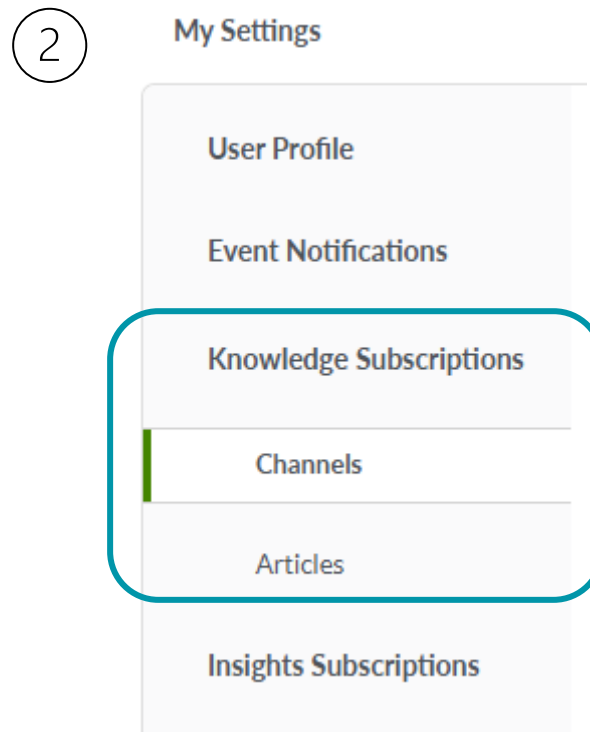 2
My Settings
User Profile
Event Notifications
Knowledge Subscriptions
Channels
Articles
Insights Subscriptions